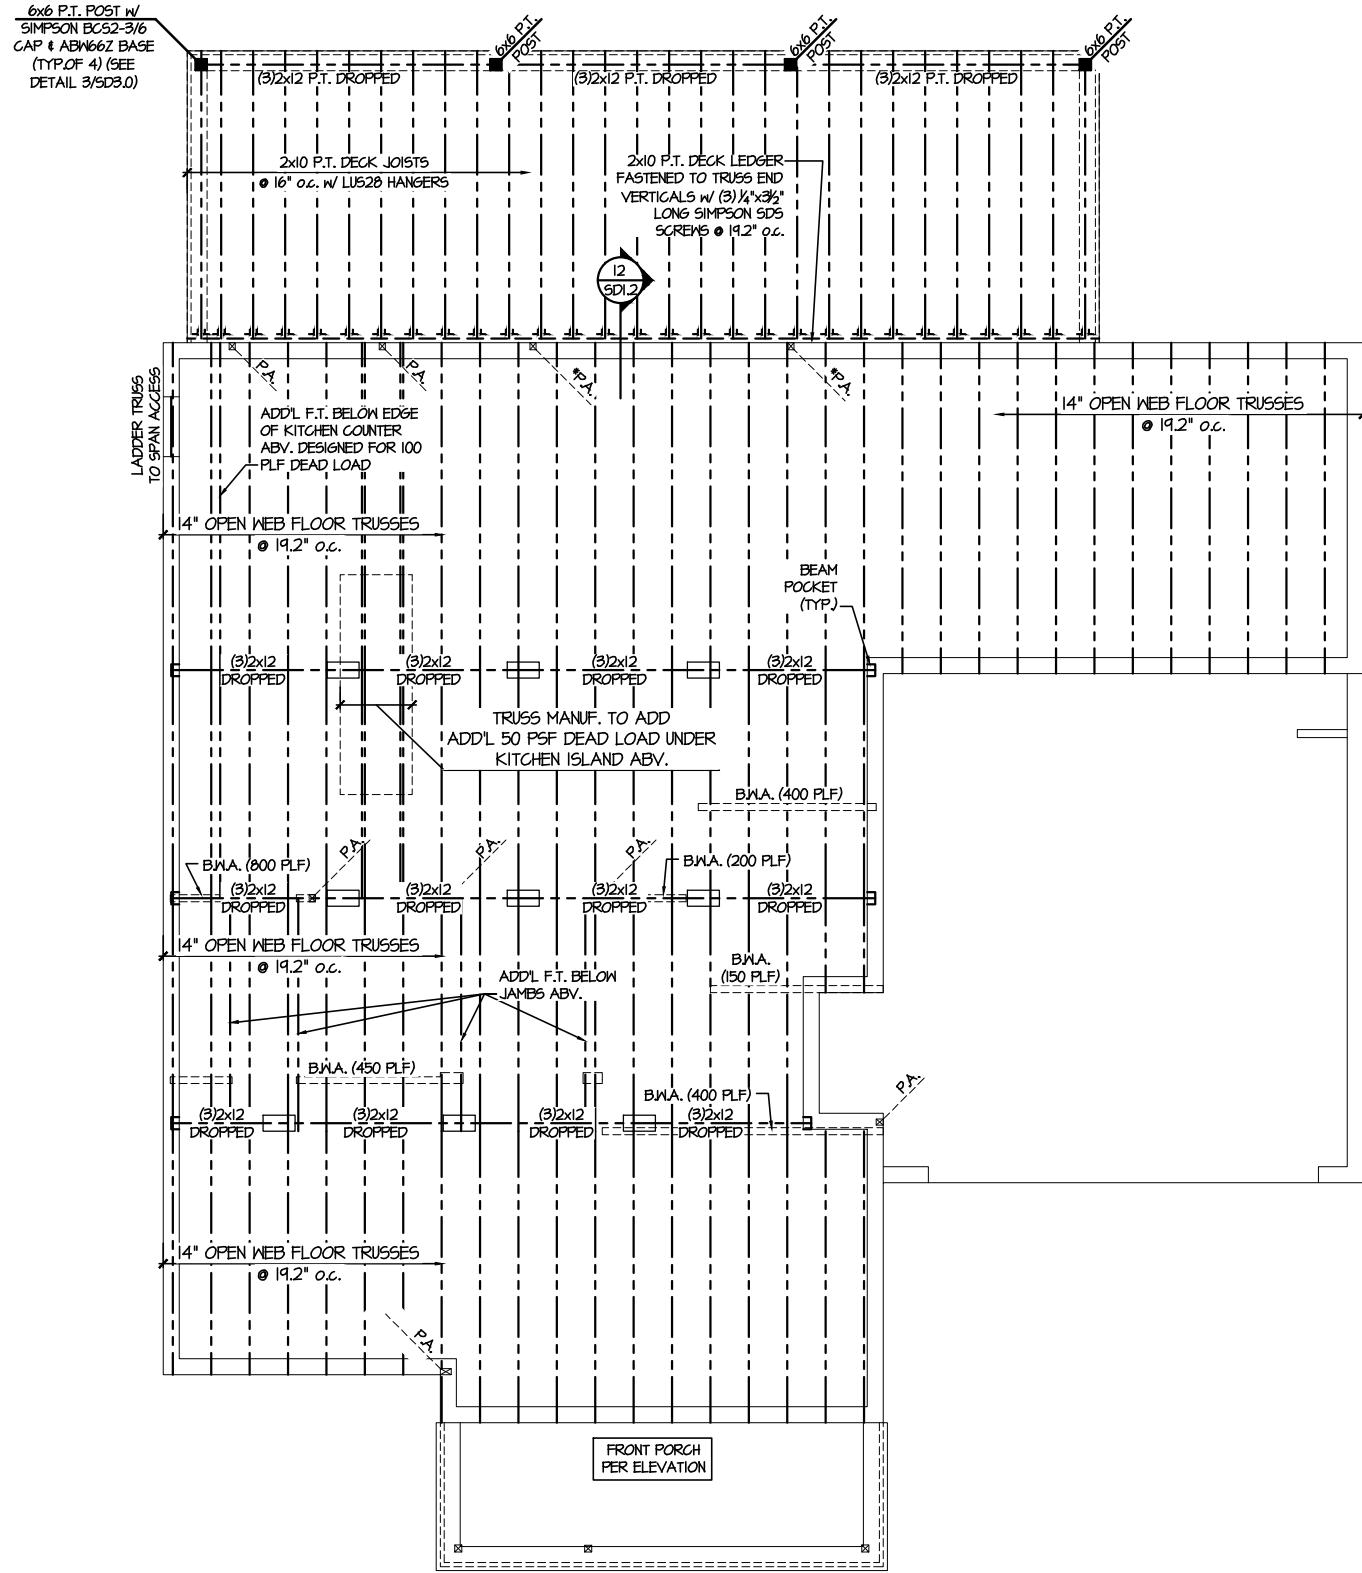 6x6 P.T. POST W/
SIMPSON BCS2-3/6
CAP & ABW66Z BASE
(TYP.OF 4) (SEE
DETAIL 3/SD3.0)
6x6 P.T.
POST
6x6 P.T.
POST
6x6 P.T.
POST
(3)2x12 P.T. DROPPED
(3)2x12 P.T. DROPPED
(3)2x12 P.T. DROPPED
2x10 P.T. DECK JOISTS
@ 16" o.c. W/ LUS28 HANGERS
2x10 P.T. DECK LEDGER
FASTENED TO TRUSS END
VERTICALS W/ (3) 1/4"x3 1/2"
LONG SIMPSON SDS
SCREWS @ 19.2" o.c.
12
SD1.2
P.A.
P.A.
*P.A.
*P.A.
LADDER TRUSS
TO SPAN ACCESS
ADD'L F.T. BELOW EDGE
OF KITCHEN COUNTER
ABV. DESIGNED FOR 100
PLF DEAD LOAD
14" OPEN WEB FLOOR TRUSSES
@ 19.2" o.c.
14" OPEN WEB FLOOR TRUSSES
@ 19.2" o.c.
BEAM
POCKET
(TYP.)
(3)2x12
DROPPED
(3)2x12
DROPPED
(3)2x12
DROPPED
(3)2x12
DROPPED
TRUSS MANUF. TO ADD
ADD'L 50 PSF DEAD LOAD UNDER
KITCHEN ISLAND ABV.
B.W.A. (400 PLF)
P.A.
P.A.
P.A.
B.W.A. (800 PLF)
B.W.A. (200 PLF)
(3)2x12
DROPPED
(3)2x12
DROPPED
(3)2x12
DROPPED
(3)2x12
DROPPED
14" OPEN WEB FLOOR TRUSSES
@ 19.2" o.c.
B.W.A.
(150 PLF)
ADD'L F.T. BELOW
JAMBS ABV.
B.W.A. (450 PLF)
B.W.A. (400 PLF)
P.A.
(3)2x12
DROPPED
(3)2x12
DROPPED
(3)2x12
DROPPED
(3)2x12
DROPPED
14" OPEN WEB FLOOR TRUSSES
@ 19.2" o.c.
P.A.
FRONT PORCH
PER ELEVATION